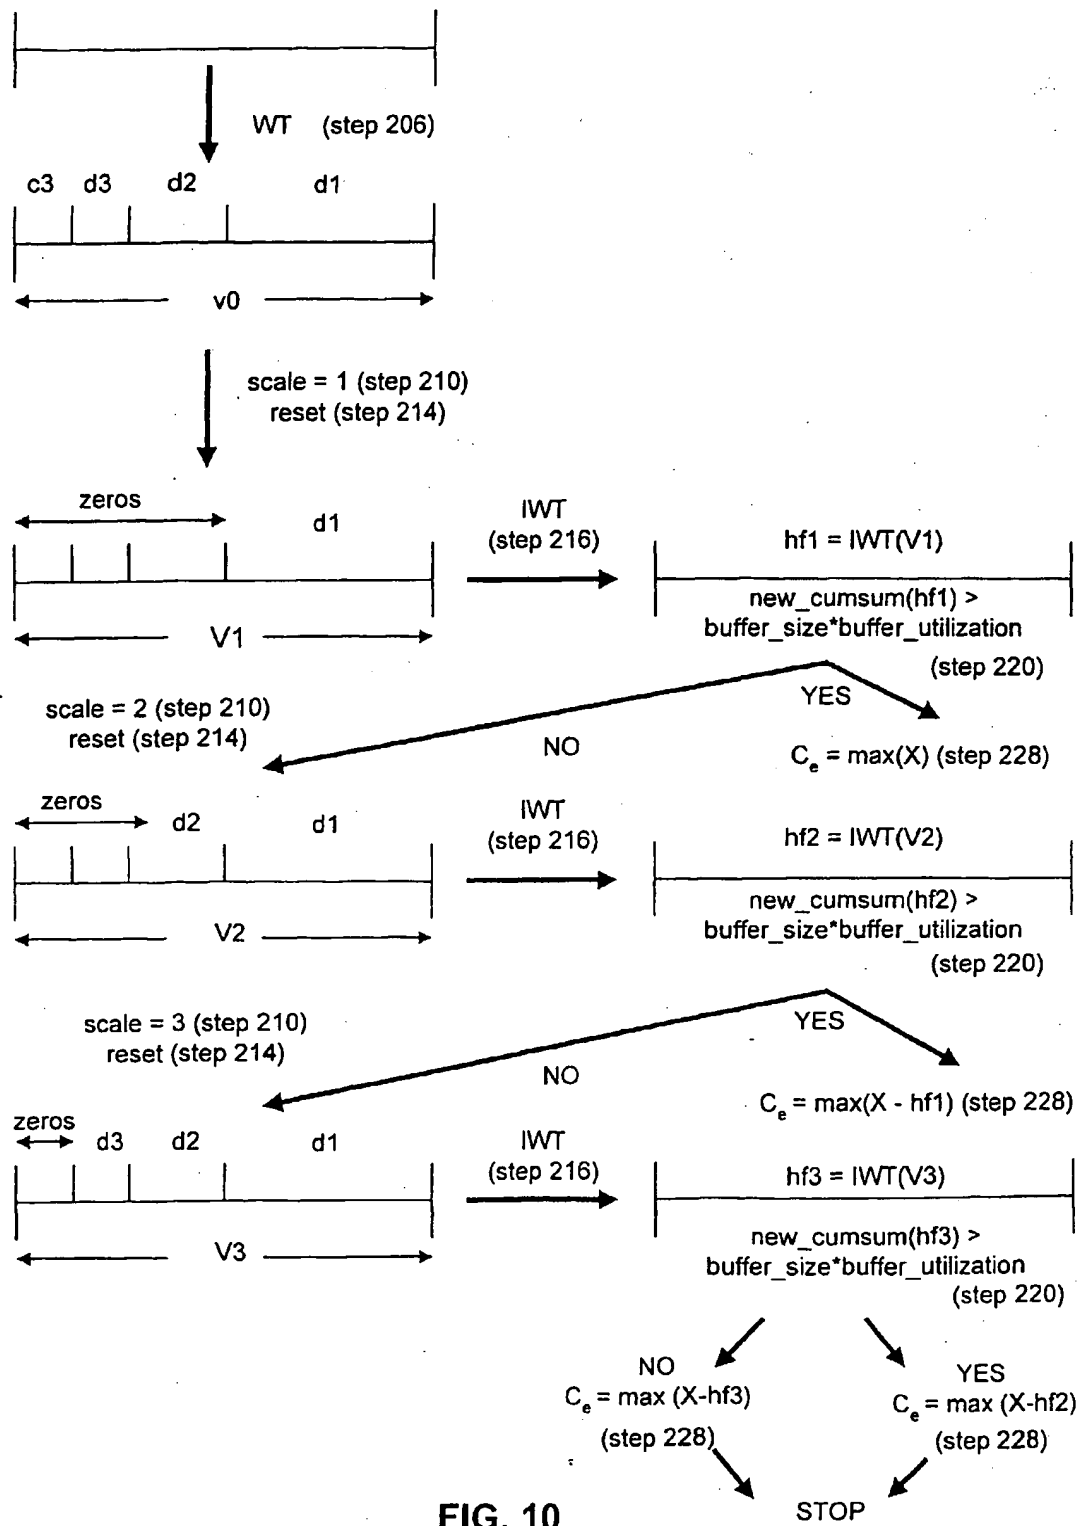 WT (step 206)
c3 d3 d2 d1
v0
scale = 1 (step 210)
reset (step 214)
zeros
d1
IWT
(step 216)
hf1 = IWT(V1)
new_cumsum(hf1) >
buffer_size*buffer_utilization
(step 220)
V1
scale = 2 (step 210)
reset (step 214)
NO
YES
Ce = max(X) (step 228)
zeros
d2 d1
IWT
(step 216)
hf2 = IWT(V2)
new_cumsum(hf2) >
buffer_size*buffer_utilization
(step 220)
V2
scale = 3 (step 210)
reset (step 214)
NO
YES
Ce = max(X - hf1) (step 228)
zeros
d3 d2 d1
IWT
(step 216)
hf3 = IWT(V3)
new_cumsum(hf3) >
buffer_size*buffer_utilization
(step 220)
V3
NO
Ce = max (X-hf3)
(step 228)
YES
Ce = max (X-hf2)
(step 228)
STOP
FIG. 10